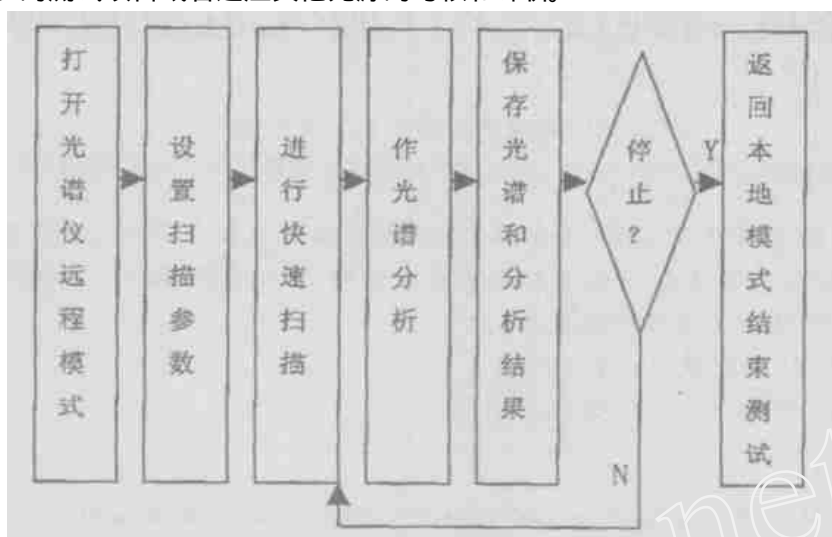 打开光谱仪远程模式
设置扫描参数
进行快速扫描
作光谱分析
保存光谱和分析结果
停止?
Y
N
返回本地模式结束测试
net